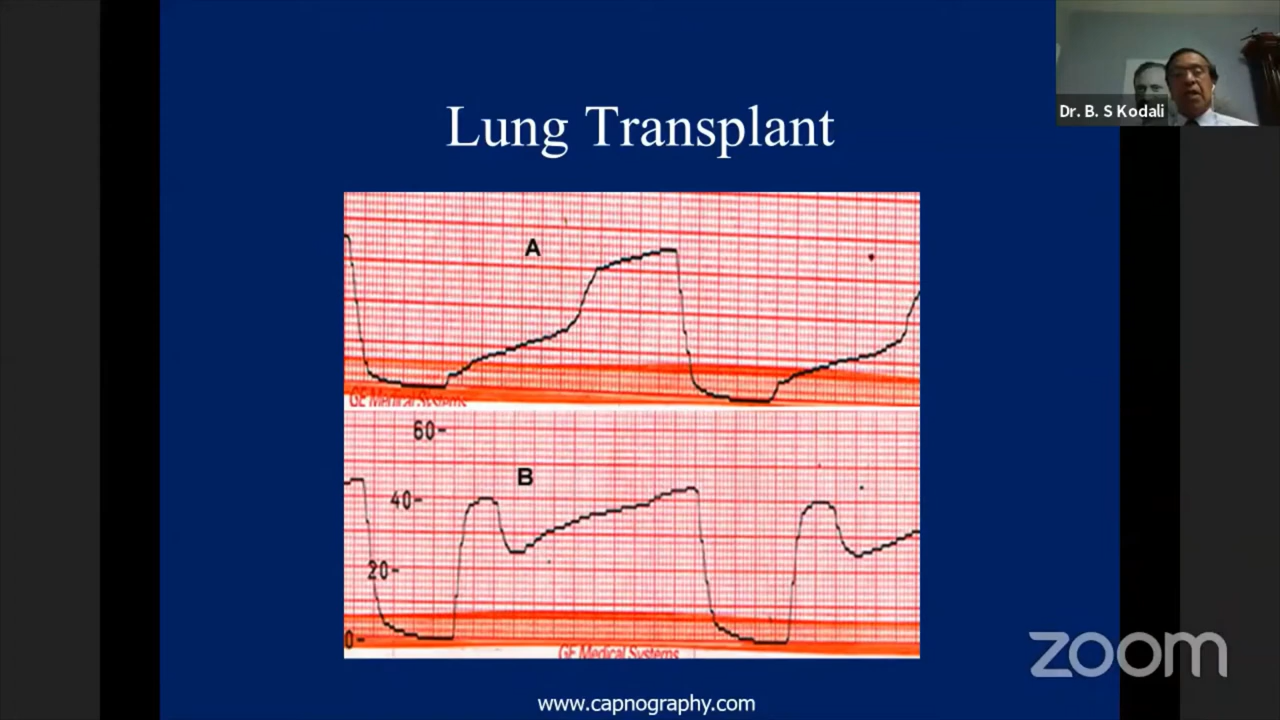 Dr. B. S Kodali
Lung Transplant
A
GE Medical Systems
60-
B
40-
20-
0-
GE Medical Systems
zoom
www.capnography.com